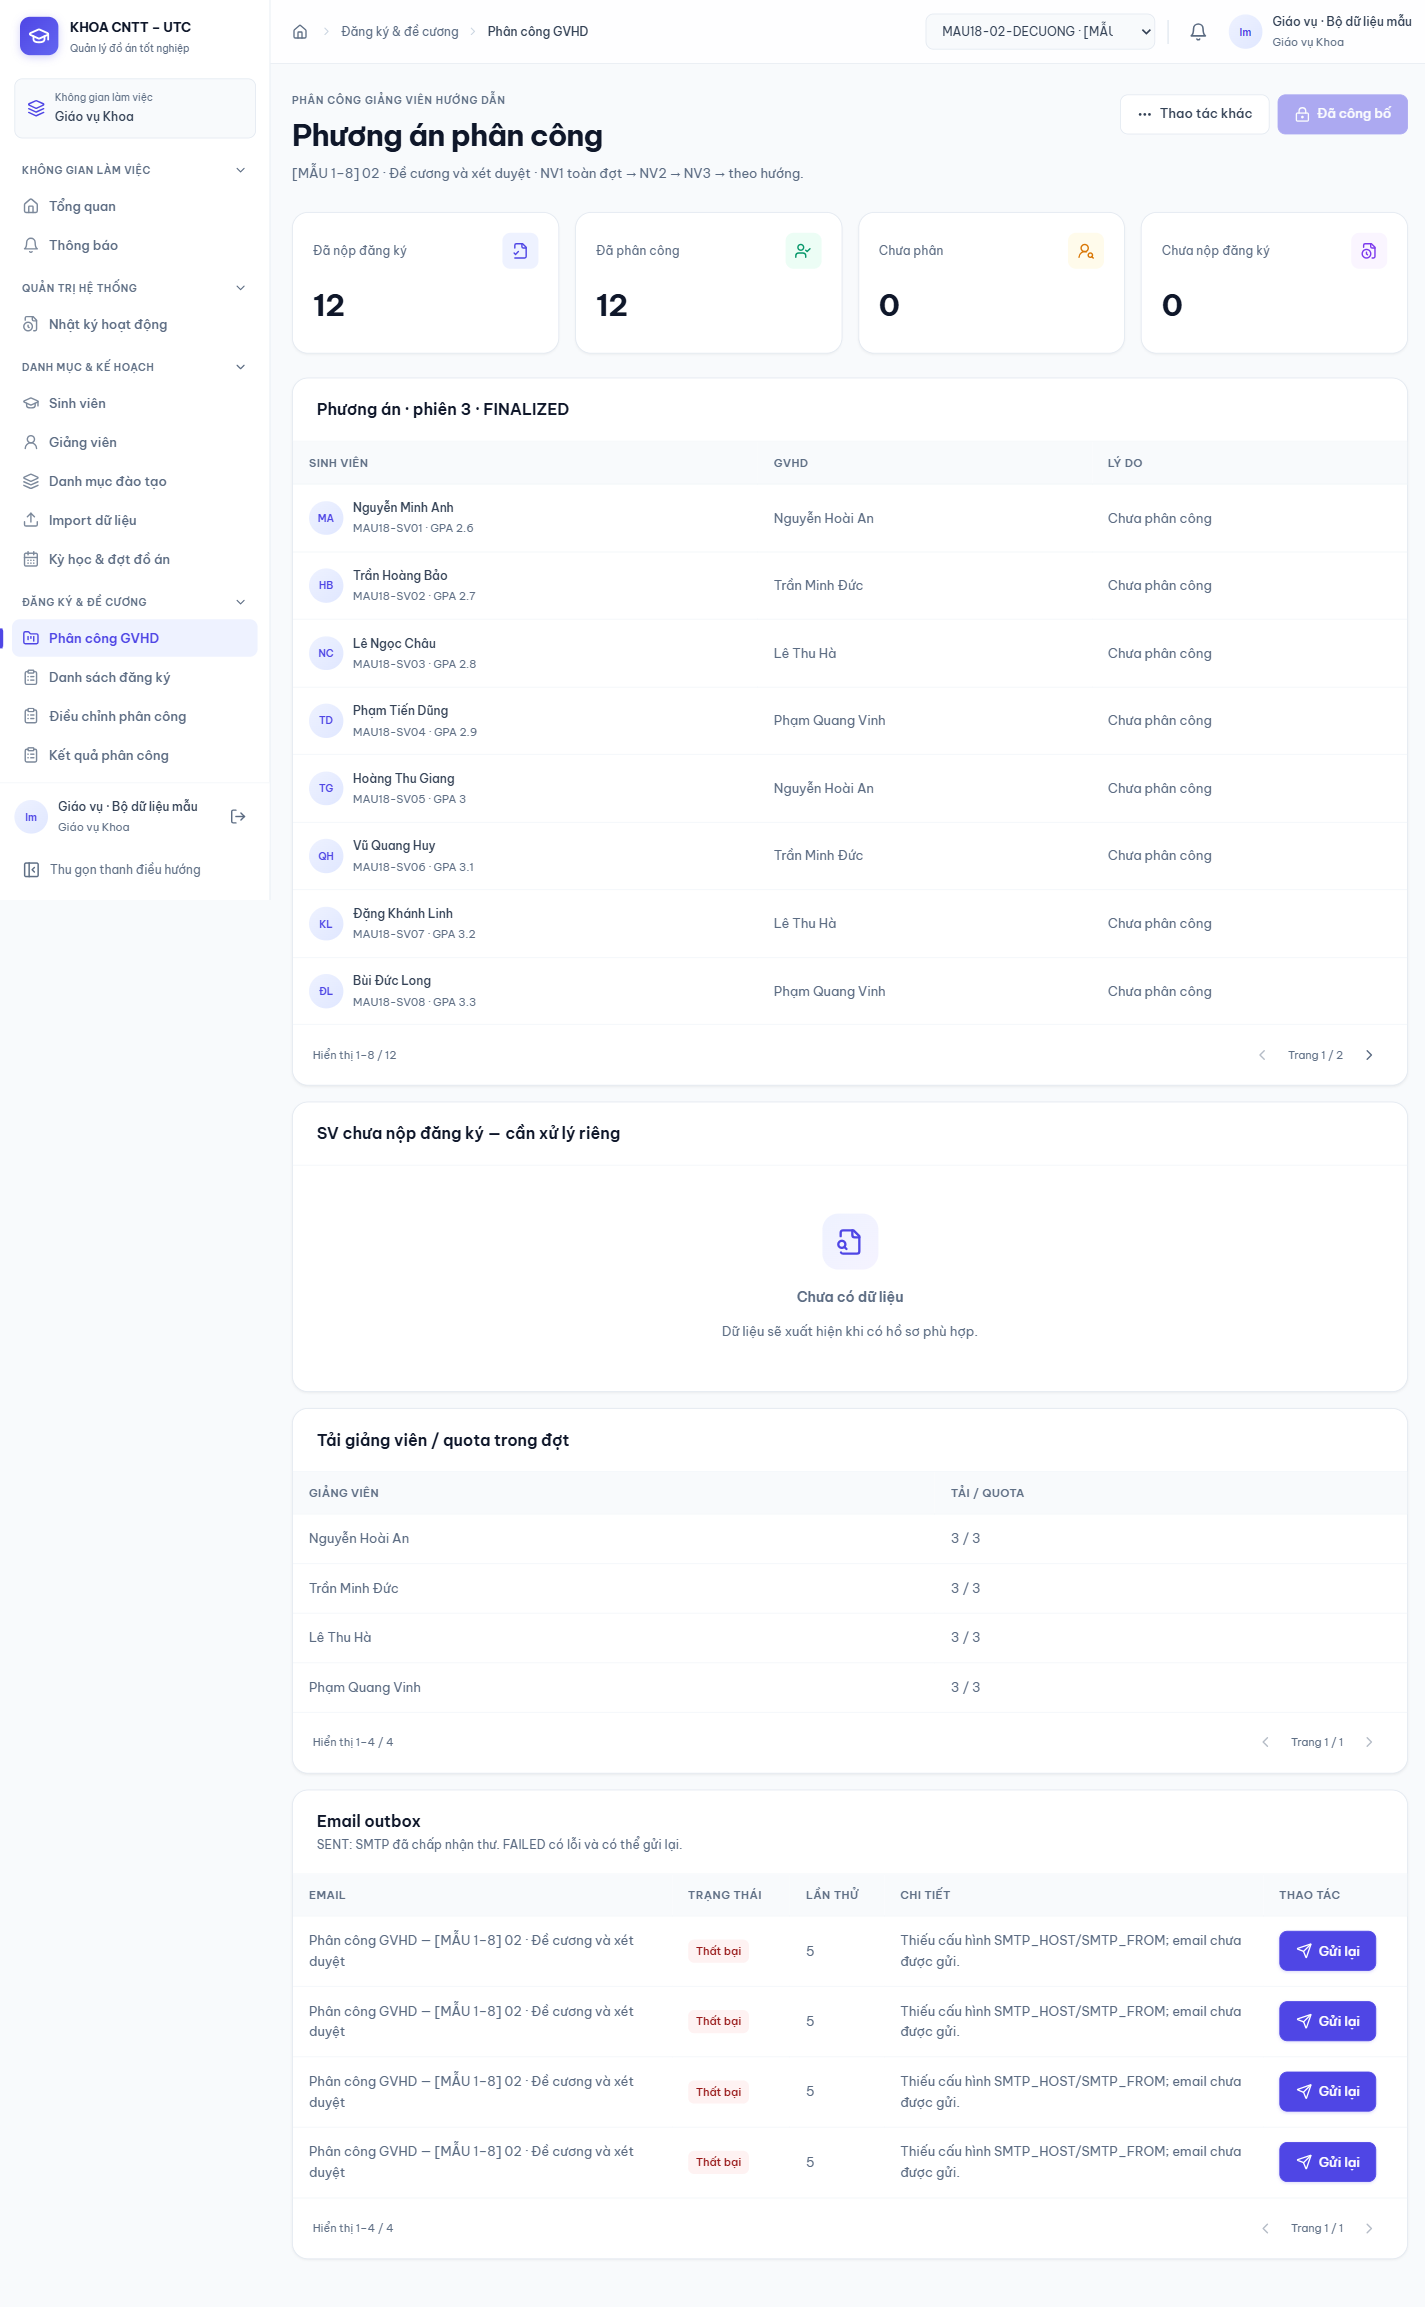 KHOA CNTT – UTC
Quản lý đồ án tốt nghiệp
Không gian làm việc
Giáo vụ Khoa
KHÔNG GIAN LÀM VIỆC
Tổng quan
Thông báo
QUẢN TRỊ HỆ THỐNG
Nhật ký hoạt động
DANH MỤC & KẾ HOẠCH
Sinh viên
Giảng viên
Danh mục đào tạo
Import dữ liệu
Kỳ học & đợt đồ án
ĐĂNG KÝ & ĐỀ CƯƠNG
Phân công GVHD
Danh sách đăng ký
Điều chỉnh phân công
Kết quả phân công
Im
Giáo vụ · Bộ dữ liệu mẫu
Giáo vụ Khoa
Thu gọn thanh điều hướng
Đăng ký & đề cương
Phân công GVHD
MAU18-02-DECUONG · [MẪU
Im
Giáo vụ · Bộ dữ liệu mẫu
Giáo vụ Khoa
PHÂN CÔNG GIẢNG VIÊN HƯỚNG DẪN
Phương án phân công
[MẪU 1–8] 02 · Đề cương và xét duyệt · NV1 toàn đợt → NV2 → NV3 → theo hướng.
Thao tác khác
Đã công bố
Đã nộp đăng ký
12
Đã phân công
12
Chưa phân
0
Chưa nộp đăng ký
0
Phương án · phiên 3 · FINALIZED
SINH VIÊN GVHD LÝ DO
MA Nguyễn Minh Anh
MAU18-SV01 · GPA 2.6
Nguyễn Hoài An Chưa phân công
HB Trần Hoàng Bảo
MAU18-SV02 · GPA 2.7
Trần Minh Đức Chưa phân công
NC Lê Ngọc Châu
MAU18-SV03 · GPA 2.8
Lê Thu Hà Chưa phân công
TD Phạm Tiến Dũng
MAU18-SV04 · GPA 2.9
Phạm Quang Vinh Chưa phân công
TG Hoàng Thu Giang
MAU18-SV05 · GPA 3
Nguyễn Hoài An Chưa phân công
QH Vũ Quang Huy
MAU18-SV06 · GPA 3.1
Trần Minh Đức Chưa phân công
KL Đặng Khánh Linh
MAU18-SV07 · GPA 3.2
Lê Thu Hà Chưa phân công
ĐL Bùi Đức Long
MAU18-SV08 · GPA 3.3
Phạm Quang Vinh Chưa phân công
Hiển thị 1–8 / 12 Trang 1 / 2
SV chưa nộp đăng ký — cần xử lý riêng
Chưa có dữ liệu
Dữ liệu sẽ xuất hiện khi có hồ sơ phù hợp.
Tải giảng viên / quota trong đợt
GIẢNG VIÊN TẢI / QUOTA
Nguyễn Hoài An 3 / 3
Trần Minh Đức 3 / 3
Lê Thu Hà 3 / 3
Phạm Quang Vinh 3 / 3
Hiển thị 1–4 / 4 Trang 1 / 1
Email outbox
SENT: SMTP đã chấp nhận thư. FAILED có lỗi và có thể gửi lại.
EMAIL TRẠNG THÁI LẦN THỬ CHI TIẾT THAO TÁC
Phân công GVHD — [MẪU 1–8] 02 · Đề cương và xét
duyệt
Thất bại 5
Thiếu cấu hình SMTP_HOST/SMTP_FROM; email chưa
được gửi.
Gửi lại
Phân công GVHD — [MẪU 1–8] 02 · Đề cương và xét
duyệt
Thất bại 5
Thiếu cấu hình SMTP_HOST/SMTP_FROM; email chưa
được gửi.
Gửi lại
Phân công GVHD — [MẪU 1–8] 02 · Đề cương và xét
duyệt
Thất bại 5
Thiếu cấu hình SMTP_HOST/SMTP_FROM; email chưa
được gửi.
Gửi lại
Phân công GVHD — [MẪU 1–8] 02 · Đề cương và xét
duyệt
Thất bại 5
Thiếu cấu hình SMTP_HOST/SMTP_FROM; email chưa
được gửi.
Gửi lại
Hiển thị 1–4 / 4 Trang 1 / 1